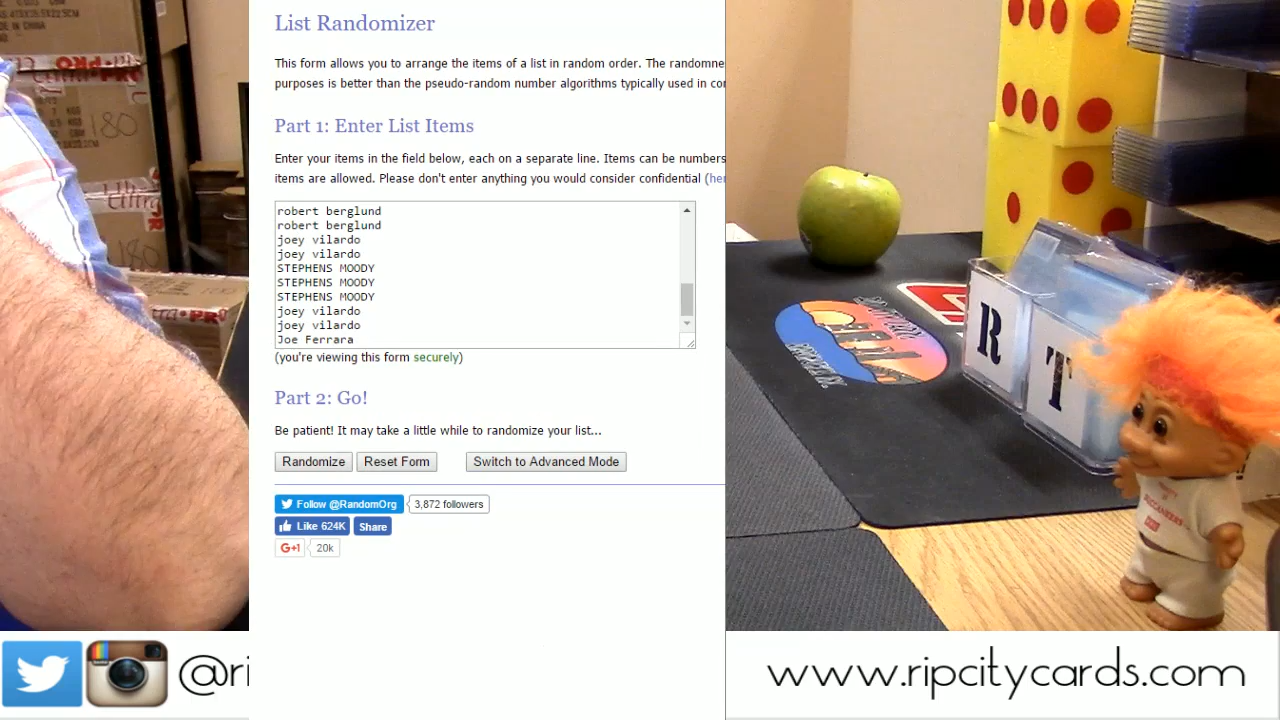 List Randomizer
This form allows you to arrange the items of a list in random order. The randomne
purposes is better than the pseudo-random number algorithms typically used in co
Part 1: Enter List Items
Enter your items in the field below, each on a separate line. Items can be numbers
items are allowed. Please don't enter anything you would consider confidential (
robert berglund
robert berglund
joey vilardo
joey vilardo
STEPHENS MOODY
STEPHENS MOODY
STEPHENS MOODY
joey vilardo
joey vilardo
Joe Ferrara
(you're viewing this form securely)
Part 2: Go!
Be patient! It may take a little while to randomize your list...
Randomize Reset Form Switch to Advanced Mode
Follow @RandomOrg 3,872 followers
Like 624K Share
G+1 20k
R
T
BUCCANEERS
180
180
@ri
www.ripcitycards.com